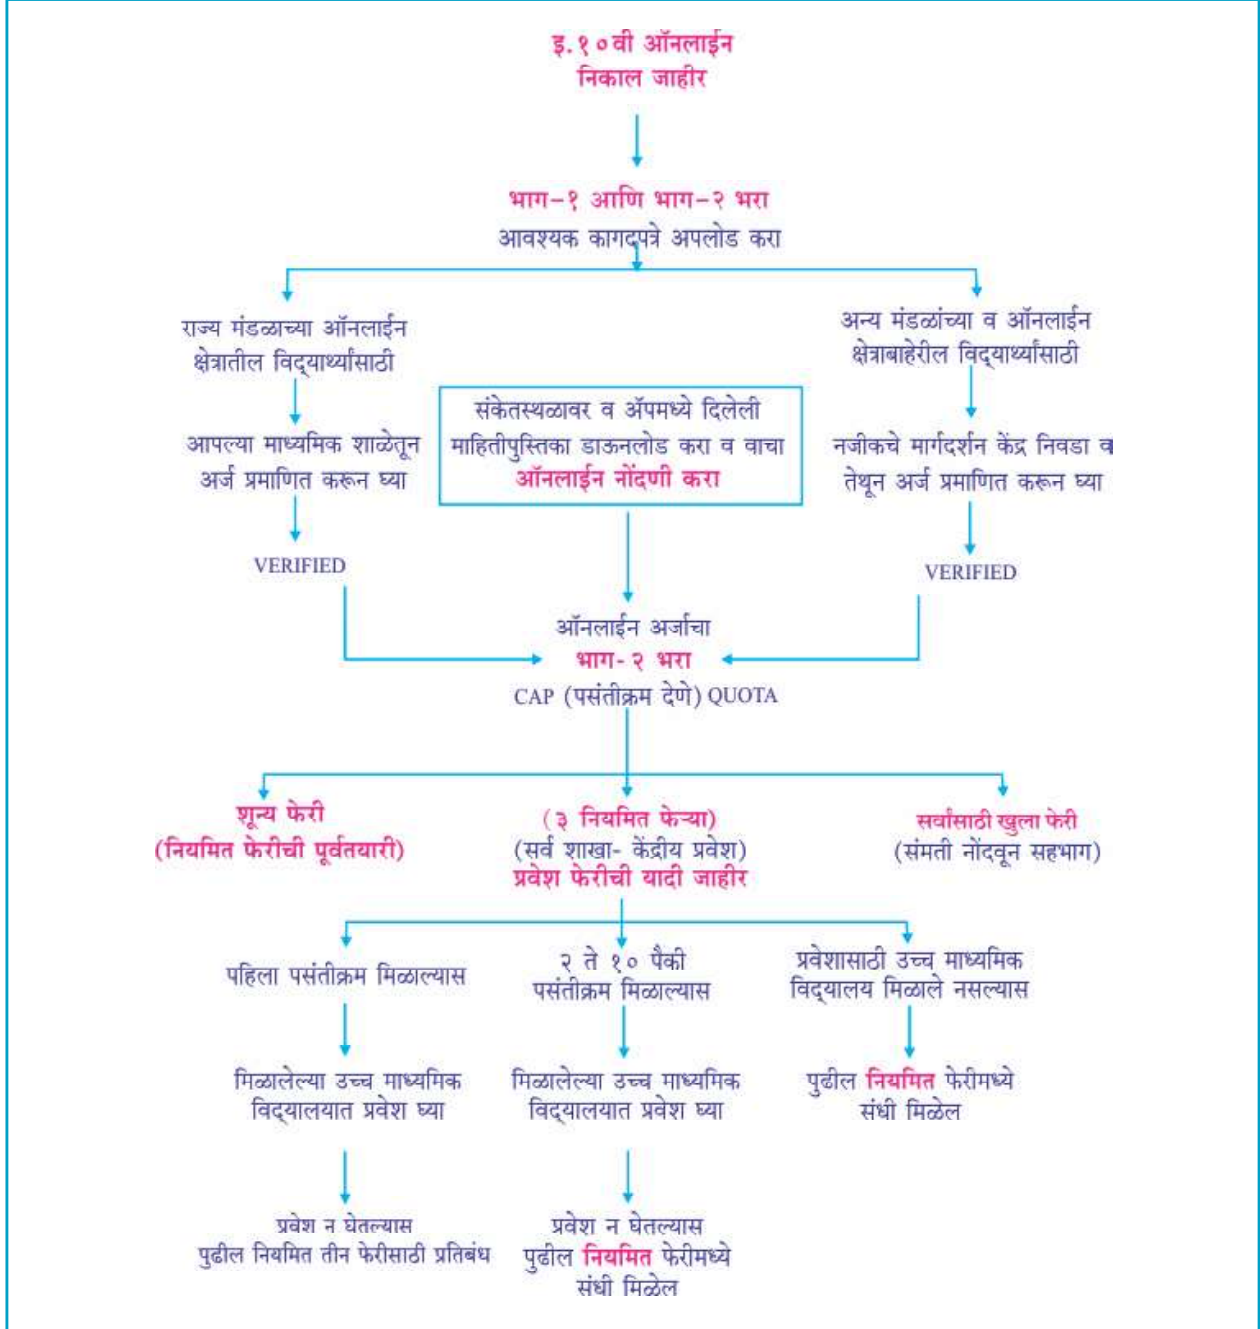 इ.१०वी ऑनलाईन
निकाल जाहीर
भाग-१ आणि भाग-२ भरा
आवश्यक कागदपत्रे अपलोड करा
राज्य मंडळाच्या ऑनलाईन
क्षेत्रातील विद्‌यार्थ्यांसाठी
आपल्या माध्यमिक शाळेतून
अर्ज प्रमाणित करून घ्या
VERIFIED
संकेतस्थळावर व ॲपमध्ये दिलेली
माहितीपुस्तिका डाऊनलोड करा व वाचा
ऑनलाईन नोंदणी करा
अन्य मंडळांच्या व ऑनलाईन
क्षेत्राबाहेरील विद्‌यार्थ्यांसाठी
नजीकचे मार्गदर्शन केंद्र निवडा व
तेथून अर्ज प्रमाणित करून घ्या
VERIFIED
ऑनलाईन अर्जाचा
भाग- २ भरा
CAP (पसंतीक्रम देणे) QUOTA
शून्य फेरी
(नियमित फेरीची पूर्वतयारी)
(३ नियमित फेऱ्या)
(सर्व शाखा- केंद्रीय प्रवेश)
प्रवेश फेरीची यादी जाहीर
सर्वांसाठी खुला फेरी
(संमती नोंदवून सहभाग)
पहिला पसंतीक्रम मिळाल्यास
मिळालेल्या उच्च माध्यमिक
विद्‌यालयात प्रवेश घ्या
प्रवेश न घेतल्यास
पुढील नियमित तीन फेरीसाठी प्रतिबंध
२ ते १० पैकी
पसंतीक्रम मिळाल्यास
मिळालेल्या उच्च माध्यमिक
विद्‌यालयात प्रवेश घ्या
प्रवेश न घेतल्यास
पुढील नियमित फेरीमध्ये
संधी मिळेल
प्रवेशासाठी उच्च माध्यमिक
विद्‌यालय मिळाले नसल्यास
पुढील नियमित फेरीमध्ये
संधी मिळेल